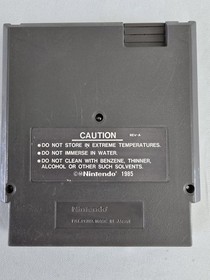 CAUTION REV-A
•DO NOT STORE IN EXTREME TEMPERATURES.
•DO NOT IMMERSE IN WATER.
•DO NOT CLEAN WITH BENZENE, THINNER,
ALCOHOL OR OTHER SUCH SOLVENTS.
©Nintendo® 1985
Nintendo